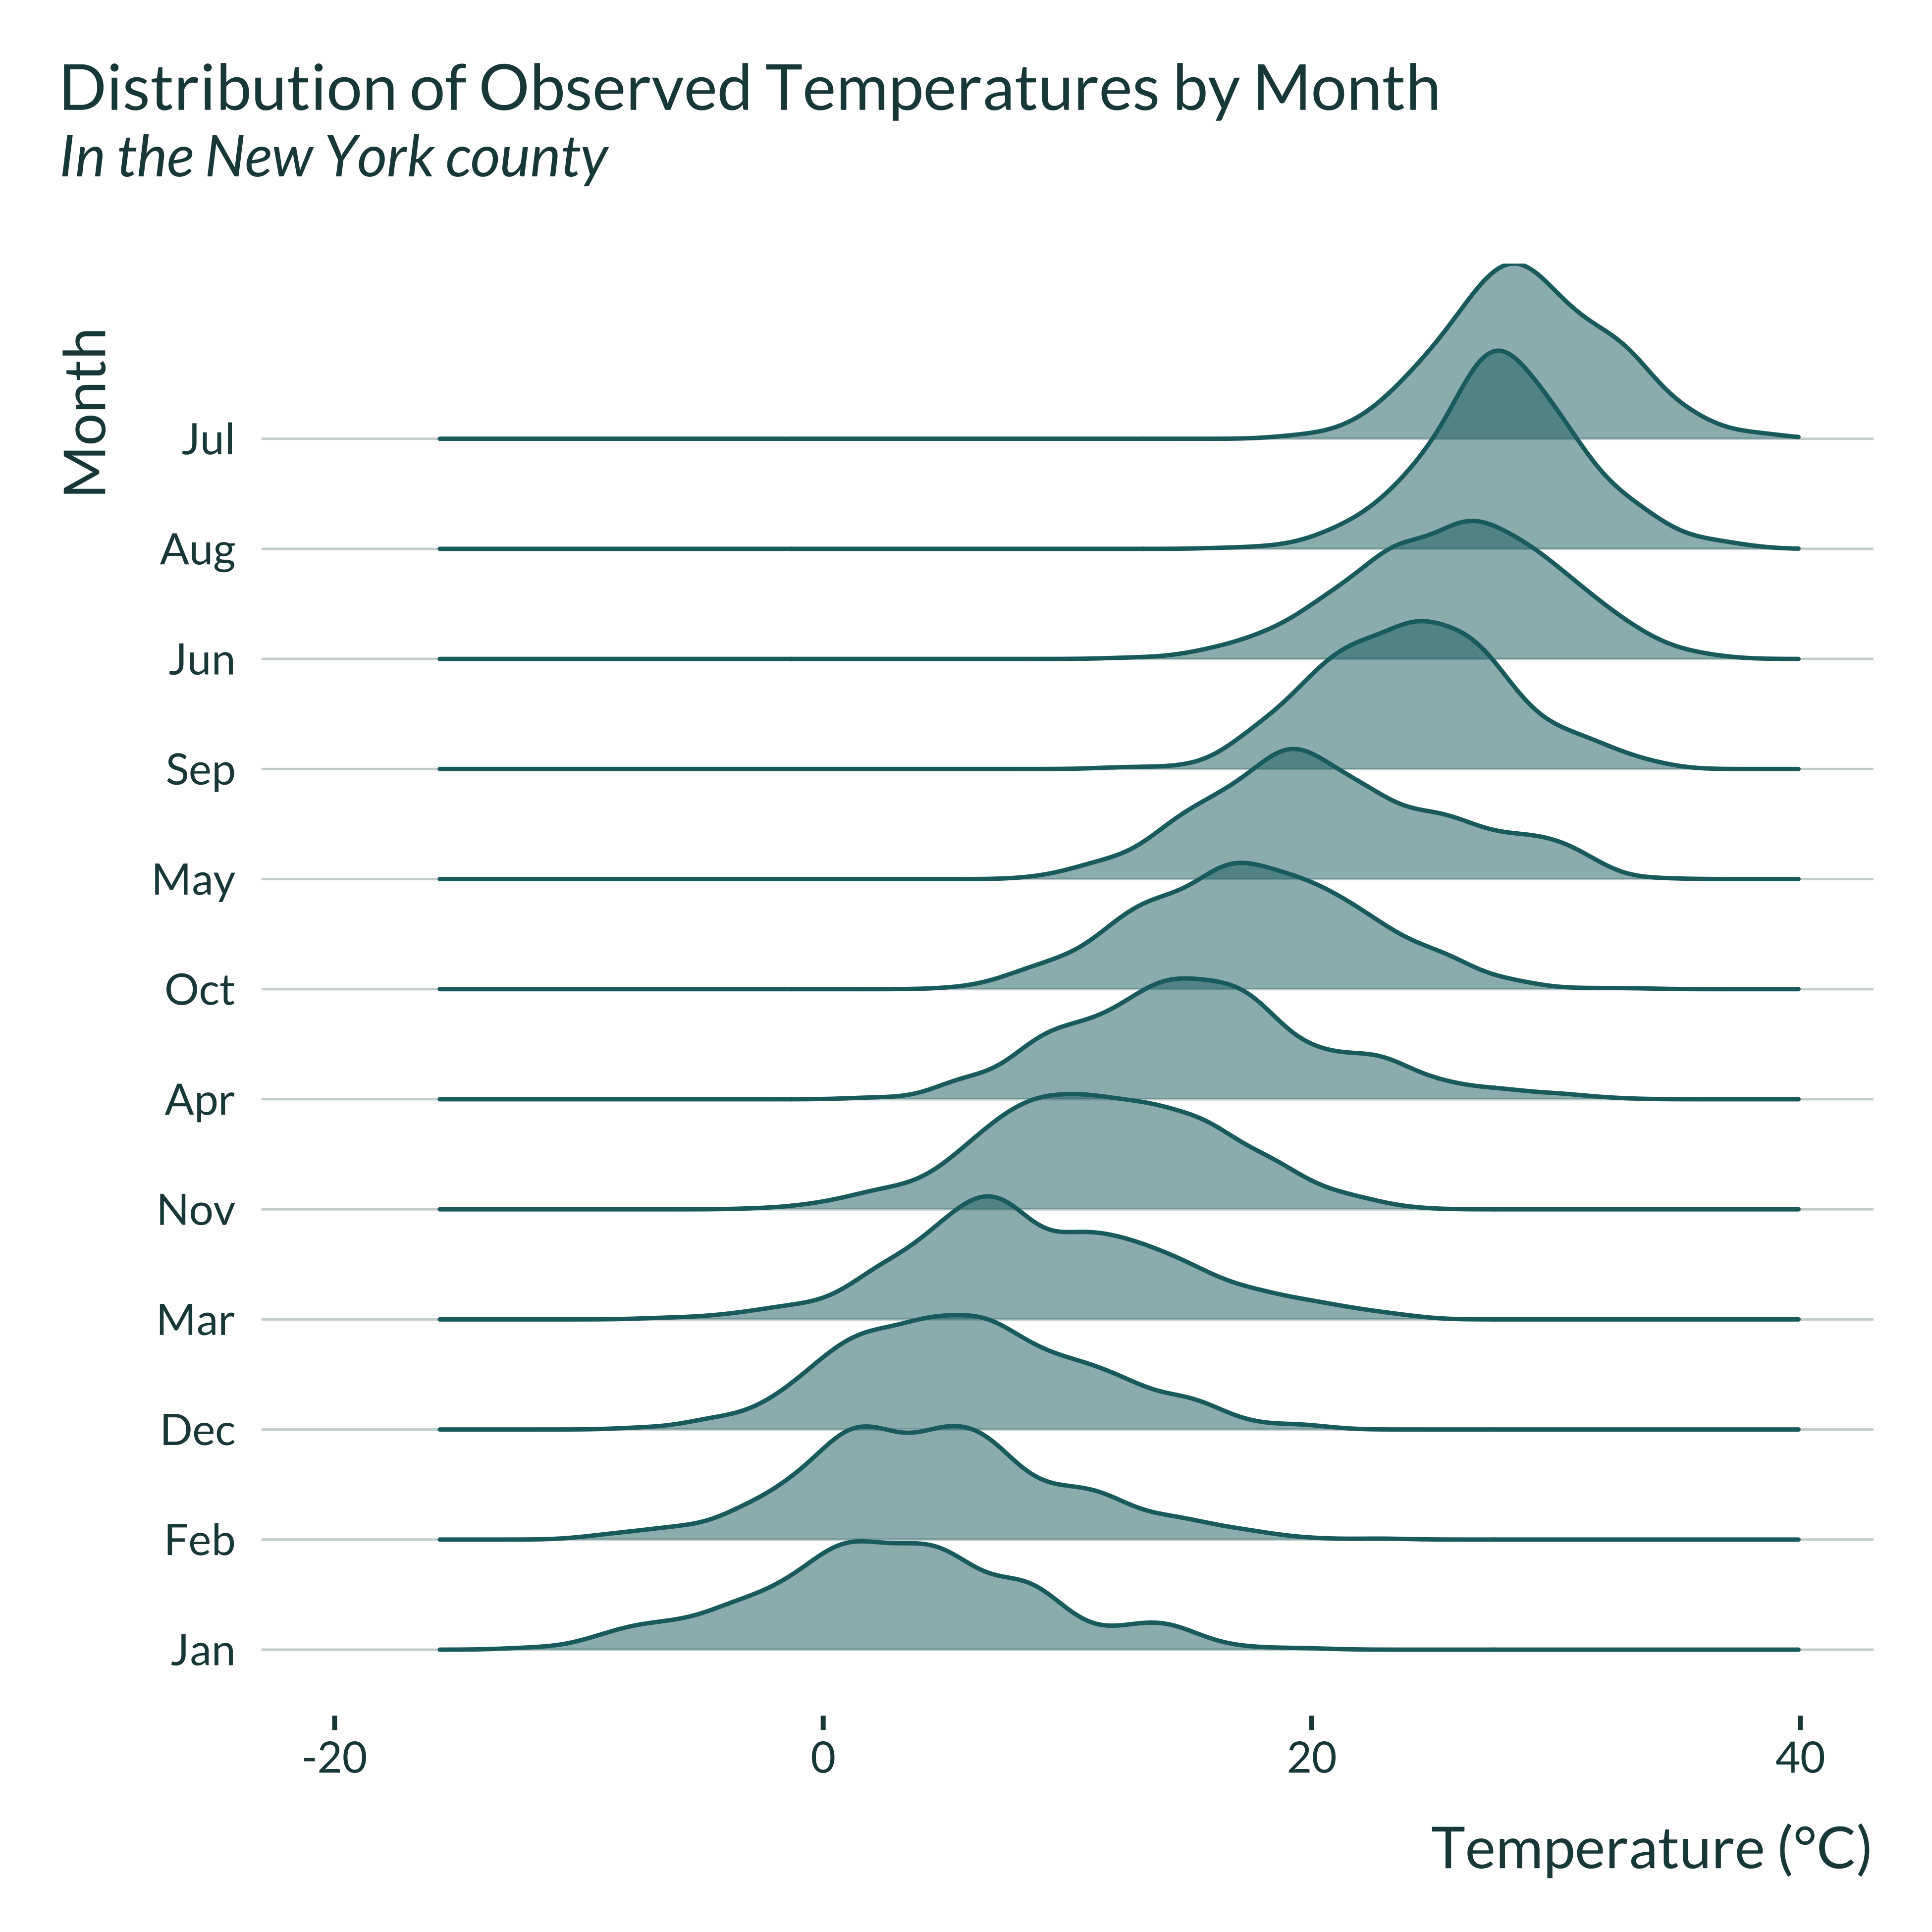 Distribution of Observed Temperatures by Month
In the New York county
Month
Jul
Aug
Jun
Sep
May
Oct
Apr
Nov
Mar
Dec
Feb
Jan
-20 0 20 40
Temperature (°C)